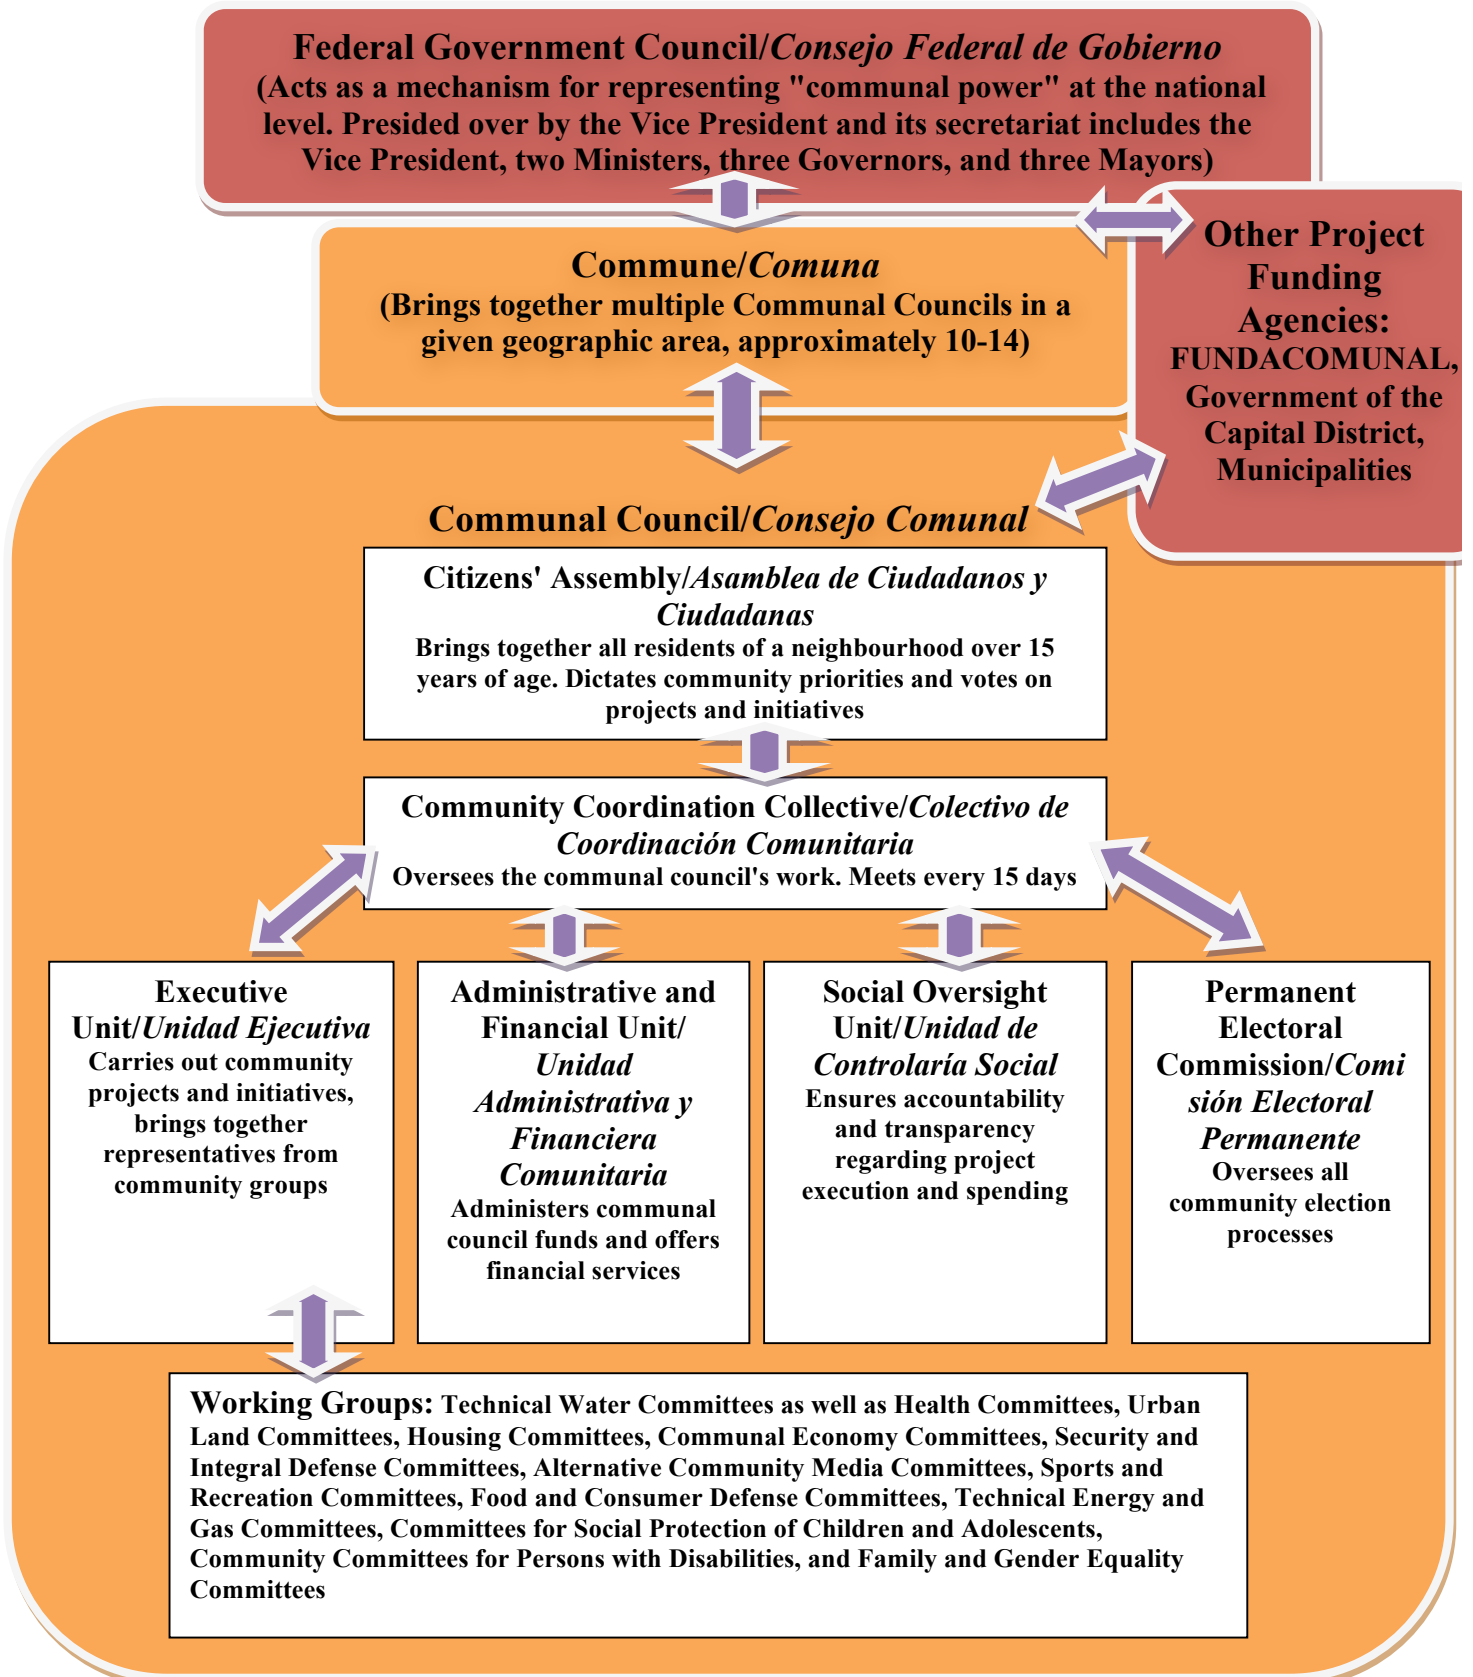 Federal Government Council/Consejo Federal de Gobierno
(Acts as a mechanism for representing "communal power" at the national
level. Presided over by the Vice President and its secretariat includes the
Vice President, two Ministers, three Governors, and three Mayors)
Other Project
Funding
Agencies:
FUNDACOMUNAL,
Government of the
Capital District,
Municipalities
Commune/Comuna
(Brings together multiple Communal Councils in a
given geographic area, approximately 10-14)
Communal Council/Consejo Comunal
Citizens' Assembly/Asamblea de Ciudadanos y
Ciudadanas
Brings together all residents of a neighbourhood over 15
years of age. Dictates community priorities and votes on
projects and initiatives
Community Coordination Collective/Colectivo de
Coordinación Comunitaria
Oversees the communal council's work. Meets every 15 days
Executive
Unit/Unidad Ejecutiva
Carries out community
projects and initiatives,
brings together
representatives from
community groups
Administrative and
Financial Unit/
Unidad
Administrativa y
Financiera
Comunitaria
Administers communal
council funds and offers
financial services
Social Oversight
Unit/Unidad de
Controlaría Social
Ensures accountability
and transparency
regarding project
execution and spending
Permanent
Electoral
Commission/Comi
sión Electoral
Permanente
Oversees all
community election
processes
Working Groups: Technical Water Committees as well as Health Committees, Urban
Land Committees, Housing Committees, Communal Economy Committees, Security and
Integral Defense Committees, Alternative Community Media Committees, Sports and
Recreation Committees, Food and Consumer Defense Committees, Technical Energy and
Gas Committees, Committees for Social Protection of Children and Adolescents,
Community Committees for Persons with Disabilities, and Family and Gender Equality
Committees